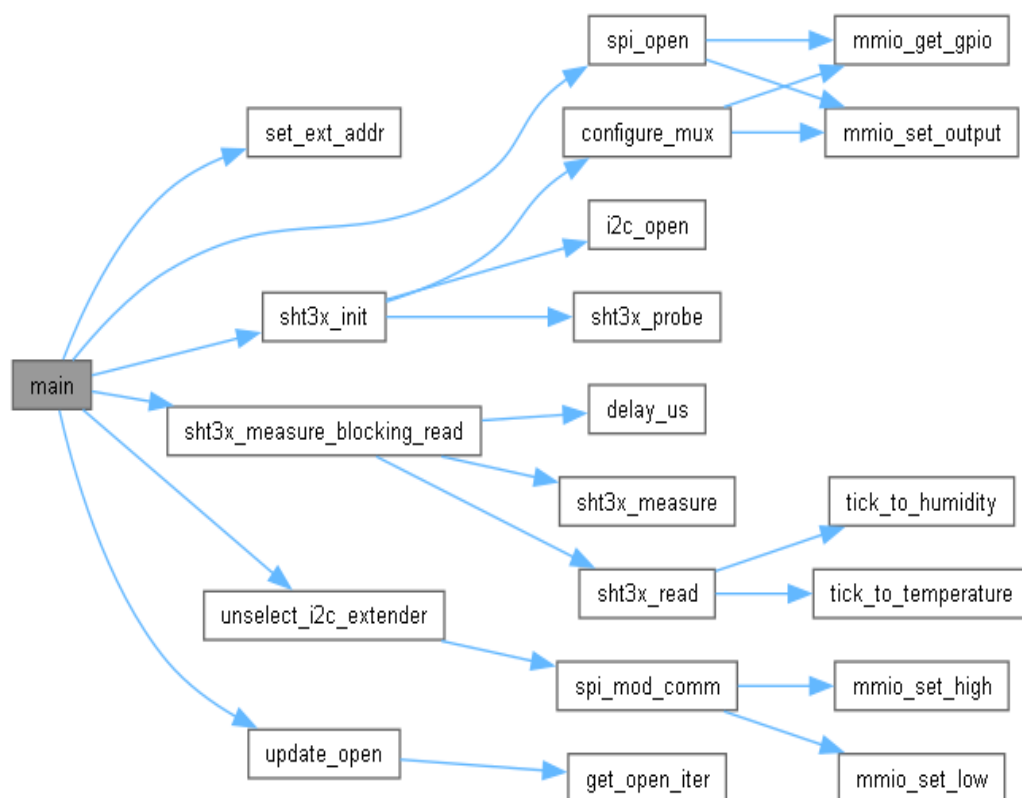 spi_open
mmio_get_gpio
set_ext_addr
configure_mux
mmio_set_output
i2c_open
sht3x_init
sht3x_probe
main
delay_us
sht3x_measure_blocking_read
sht3x_measure
tick_to_humidity
sht3x_read
tick_to_temperature
unselect_i2c_extender
spi_mod_comm
mmio_set_high
update_open
get_open_iter
mmio_set_low